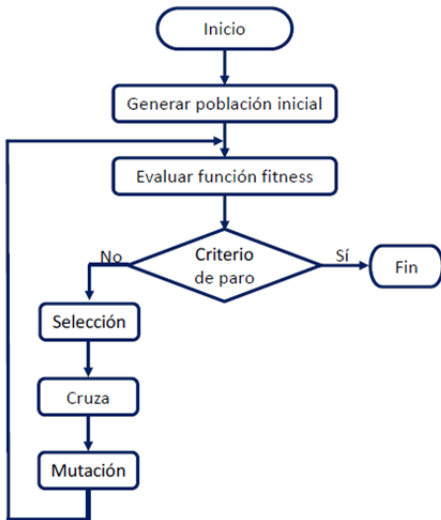 Inicio
Generar población inicial
Evaluar función fitness
Criterio
de paro
No
Sí
Fin
Selección
Cruza
Mutación